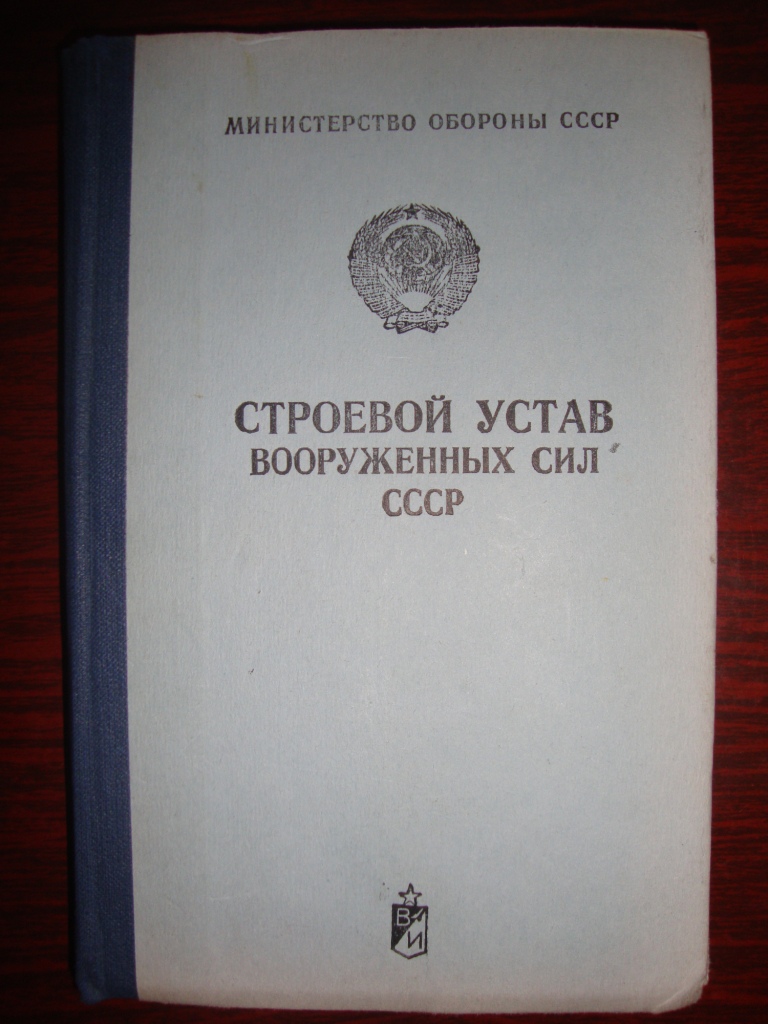 МИНИСТЕРСТВО ОБОРОНЫ СССР
СТРОЕВОЙ УСТАВ
ВООРУЖЕННЫХ СИЛ
СССР
В
И